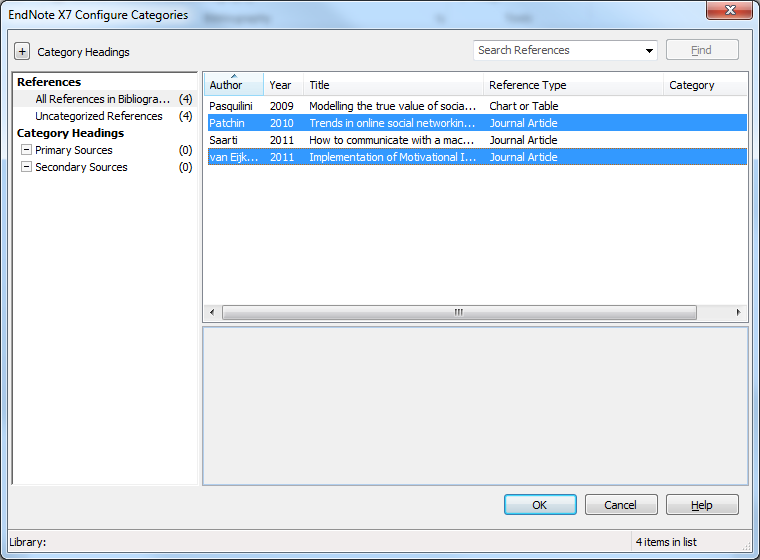 EndNote X7 Configure Categories
+ Category Headings
Search References
Find
References
All References in Bibliogra... (4)
Uncategorized References (4)
Category Headings
Primary Sources (0)
Secondary Sources (0)
Author Year Title Reference Type Category
Pasquilini 2009 Modelling the true value of socia... Chart or Table
Patchin 2010 Trends in online social networkin... Journal Article
Saarti 2011 How to communicate with a mac... Journal Article
van Eijk... 2011 Implementation of Motivational I... Journal Article
OK Cancel Help
Library: 4 items in list